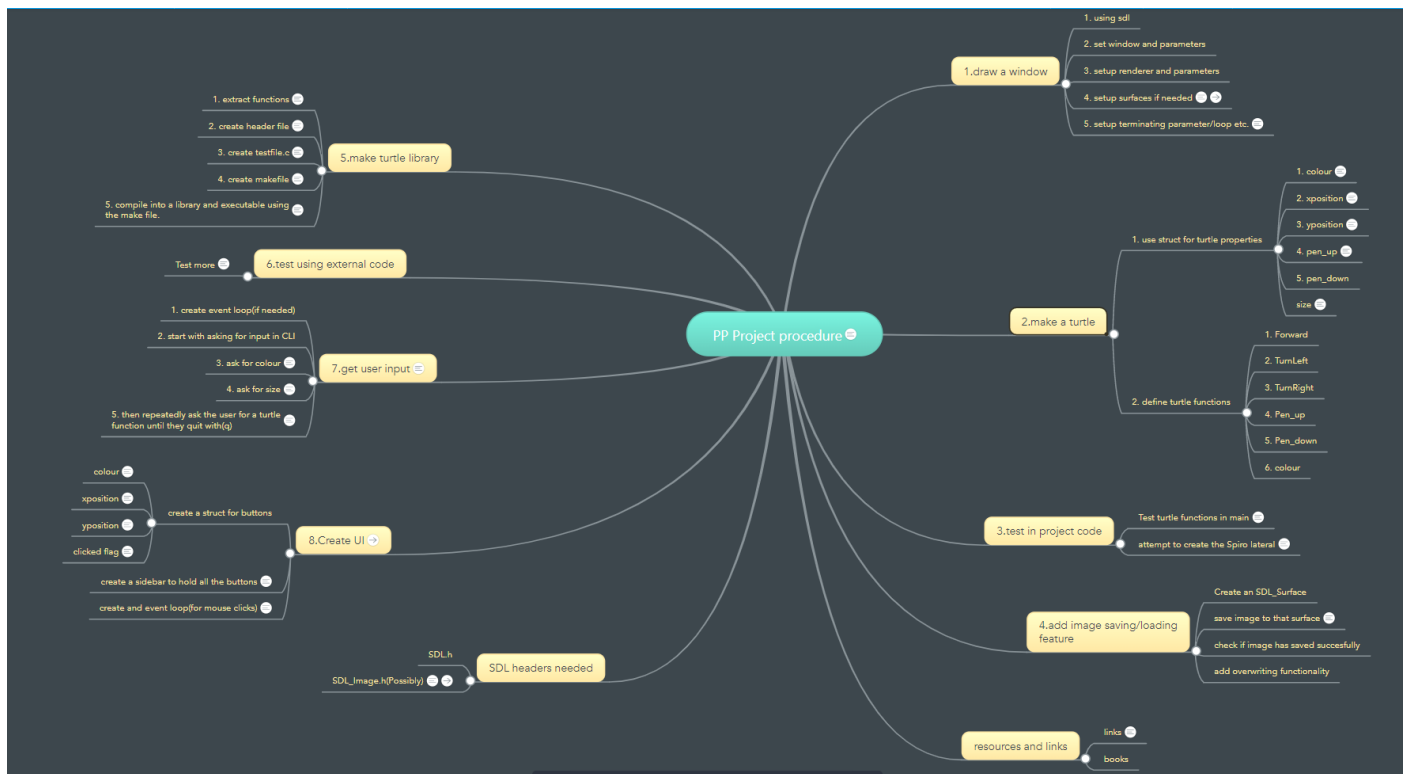 PP Project procedure
1.draw a window
1. using sdl
2. set window and parameters
3. setup renderer and parameters
4. setup surfaces if needed
5. setup terminating parameter/loop etc.
2.make a turtle
1. use struct for turtle properties
1. colour
2. xposition
3. yposition
4. pen_up
5. pen_down
size
2. define turtle functions
1. Forward
2. TurnLeft
3. TurnRight
4. Pen_up
5. Pen_down
6. colour
3.test in project code
Test turtle functions in main
attempt to create the Spiro lateral
4.add image saving/loading
feature
Create an SDL_Surface
save image to that surface
check if image has saved succesfully
add overwriting functionality
resources and links
links
books
5.make turtle library
1. extract functions
2. create header file
3. create testfile.c
4. create makefile
5. compile into a library and executable using
the make file.
6.test using external code
Test more
7.get user input
1. create event loop(if needed)
2. start with asking for input in CLI
3. ask for colour
4. ask for size
5. then repeatedly ask the user for a turtle
function until they quit with(q)
8.Create UI
create a struct for buttons
colour
xposition
yposition
clicked flag
create a sidebar to hold all the buttons
create and event loop(for mouse clicks)
SDL headers needed
SDL.h
SDL_Image.h(Possibly)